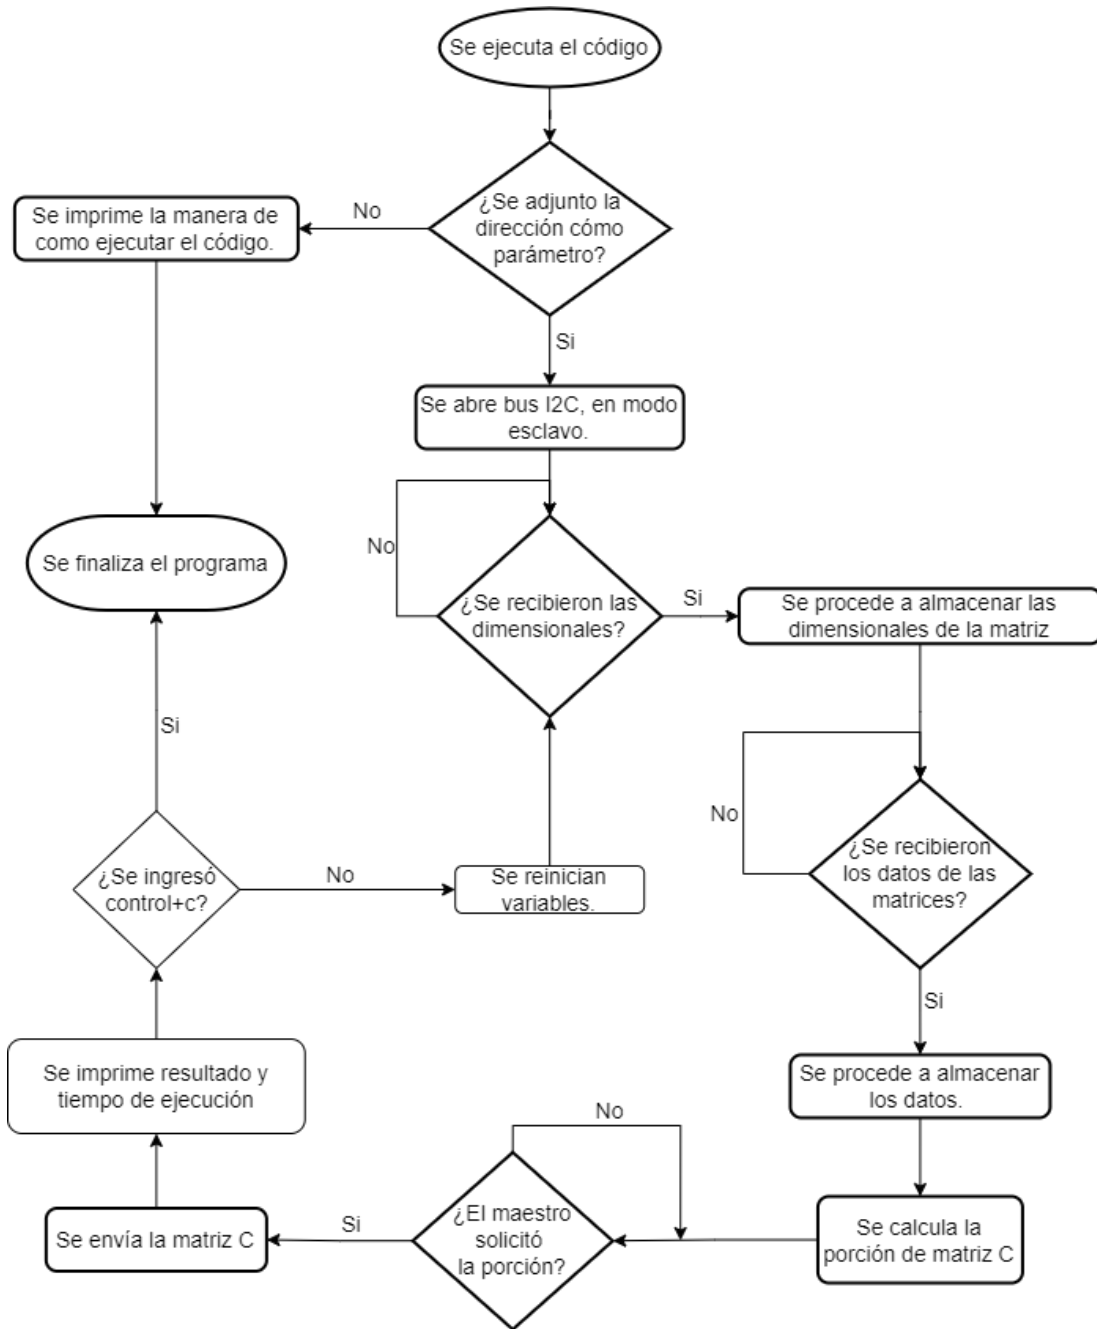 Se ejecuta el código
¿Se adjunto la
dirección cómo
parámetro?
No
Se imprime la manera de
como ejecutar el código.
Si
Se abre bus I2C, en modo
esclavo.
No
¿Se recibieron las
dimensionales?
Si
Se procede a almacenar las
dimensionales de la matriz
Se finaliza el programa
Si
No
¿Se recibieron
los datos de las
matrices?
¿Se ingresó
control+c?
No
Se reinician
variables.
Si
Se procede a almacenar
los datos.
Se imprime resultado y
tiempo de ejecución
No
Se calcula la
porción de matriz C
¿El maestro
solicitó
la porción?
Si
Se envía la matriz C